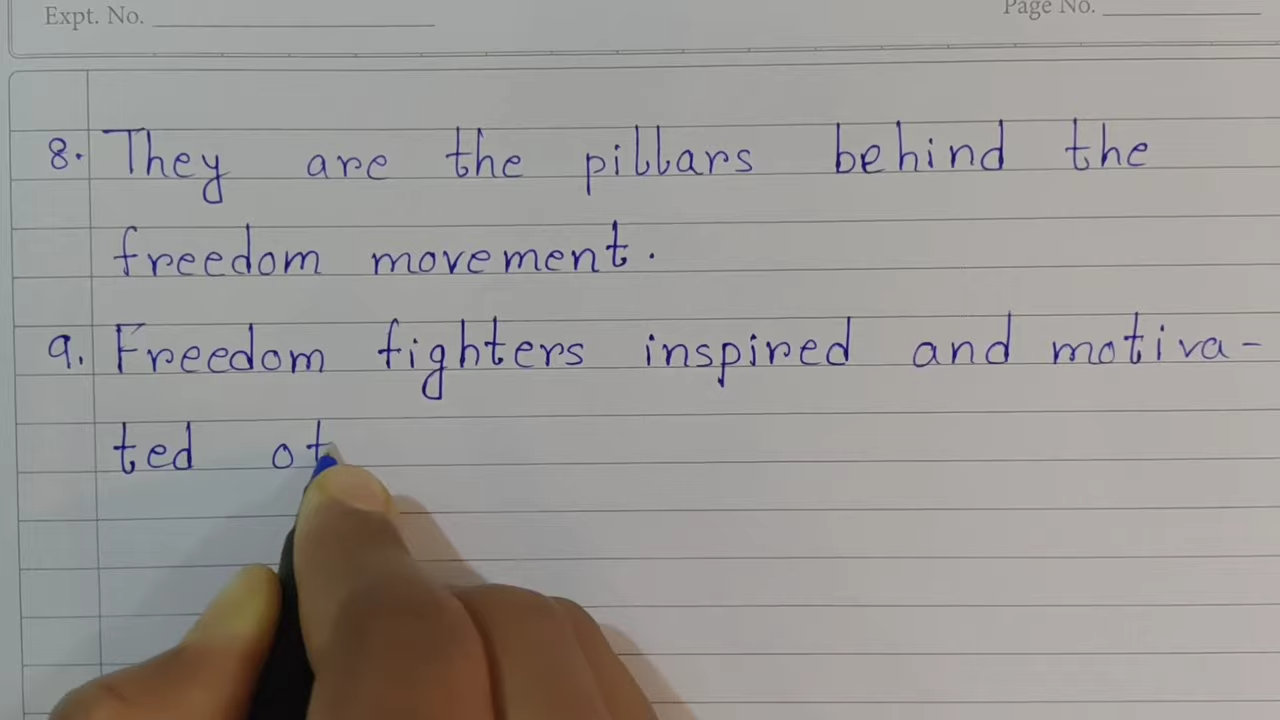 Expt. No.
Page No.
8. They are the pillars behind the
freedom movement.
9. Freedom fighters inspired and motiva-
ted ot